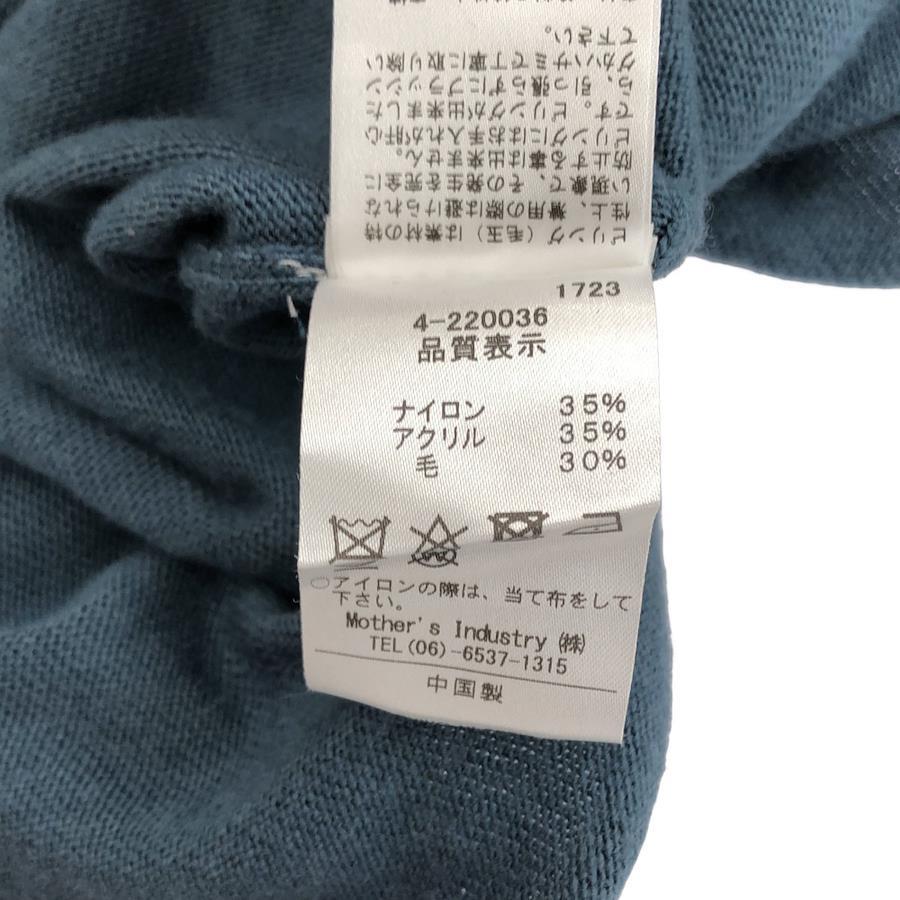 ピリング(毛玉)は素材の特
性上、着用の際は避けられな
い現象で、その発生を完全に
防止する事は出来ません。
ピリングにはお手入れが肝心
です。ピリングが出来ました
ら、引っ張らずにブラッシン
グかハサミで丁寧に取り除い
て下さい。
1723
4-220036
品質表示
ナイロン 35%
アクリル 35%
毛 30%
○アイロンの際は、当て布をして
下さい。
Mother's Industry ㈱
TEL(06)-6537-1315
中国製